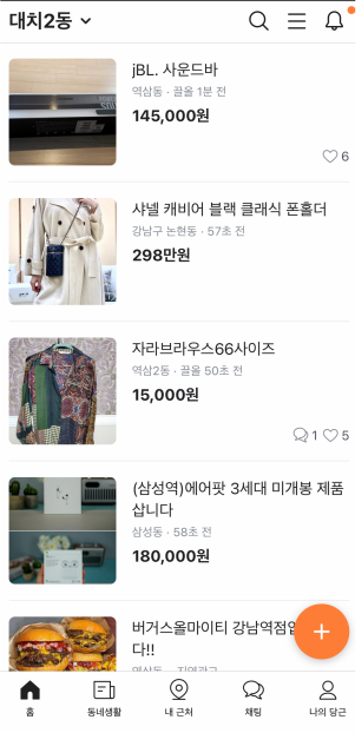 대치2동
jBL. 사운드바
역삼동 · 끌올 1분 전
145,000원
6
샤넬 캐비어 블랙 클래식 폰홀더
강남구 논현동 · 57초 전
298만원
자라브라우스66사이즈
역삼2동 · 끌올 50초 전
15,000원
1 5
(삼성역)에어팟 3세대 미개봉 제품
삽니다
삼성동 · 58초 전
180,000원
버거스올마이티 강남역점입
다!!
역삼동 · 지역광고
홈 동네생활 내 근처 채팅 나의 당근